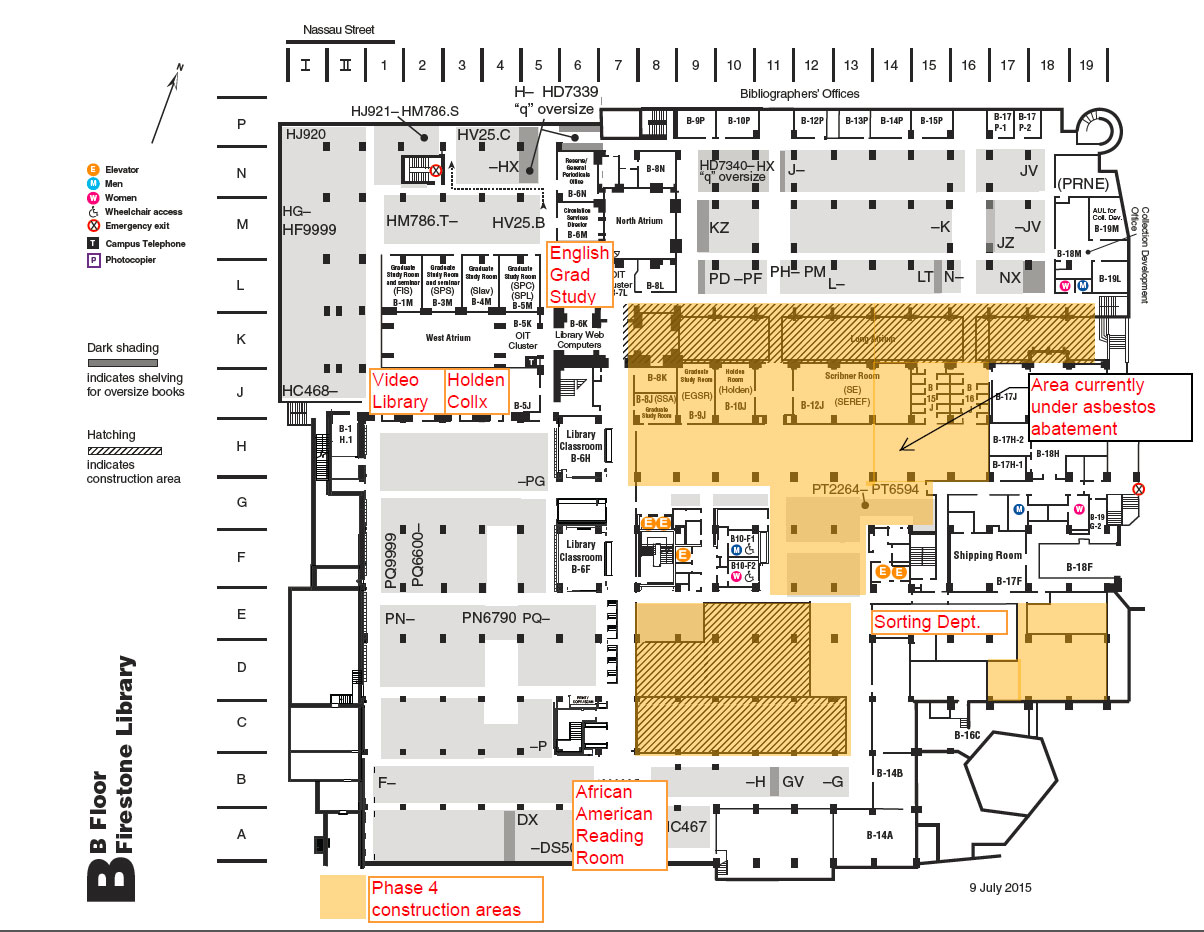 Nassau Street
I II 1 2 3 4 5 6 7 8 9 10 11 12 13 14 15 16 17 18 19
N
H– HD7339
"q" oversize
Bibliographers' Offices
HJ921– HM786.S
P
HJ920
HV25.C
–HX
B-9P
B-10P
B-12P
B-13P
B-14P
B-15P
B-17
P-1
B-17
P-2
N
Reserve/
General
Periodicals
Office
B-6N
B-8N
HD7340– HX
"q" oversize
J–
JV
(PRNE)
E Elevator
M Men
W Women
Wheelchair access
Emergency exit
T Campus Telephone
P Photocopier
M
HG–
HF9999
HM786.T–
HV25.B
Circulation
Services
Director
B-6M
North Atrium
KZ
–K
–JV
JZ
AUL for
Coll. Dev.
B-19M
B-18M
Collection Development
Office
English
Grad
Study
L
Graduate
Study Room
and seminar
(FIS)
B-1M
Graduate
Study Room
and seminar
(SPS)
B-3M
Graduate
Study Room
(Slav)
B-4M
Graduate
Study Room
(SPC)
(SPL)
B-5M
OIT
B-7L
B-8L
PD –PF
PH– PM
L–
LT
N–
NX
W
M
B-19L
K
West Atrium
B-5K
OIT
Cluster
T
B-6K
Library Web
Computers
Long Atrium
Dark shading
indicates shelving
for oversize books
J
HC468–
Video
Library
Holden
Collx
B-5J
B-8K
B-8J (SSA)
Graduate
Study Room
Graduate
Study Room
(EGSR)
B-9J
Holden
Room
(Holden)
B-10J
Scribner Room
(SE)
(SEREF)
B-12J
B
15
J
B
16
J
B-17J
Area currently
under asbestos
abatement
Hatching
indicates
construction area
H
B-1
H.1
–PG
Library
Classroom
B-6H
B-17H-2
B-17H-1
B-18H
G
PT2264– PT6594
M
W
B-19
G-2
E E
F
PQ9999
PQ6600–
Library
Classroom
B-6F
E
B10-F1
M
B10-F2
W
E E
Shipping Room
B-17F
B-18F
E
PN–
PN6790
PQ–
Sorting Dept.
D
C
–P
B-16C
B
F–
–H
GV
–G
B-14B
African
American
Reading
Room
A
DX
–DS50
HC467
B-14A
B B Floor
Firestone Library
Phase 4
construction areas
9 July 2015